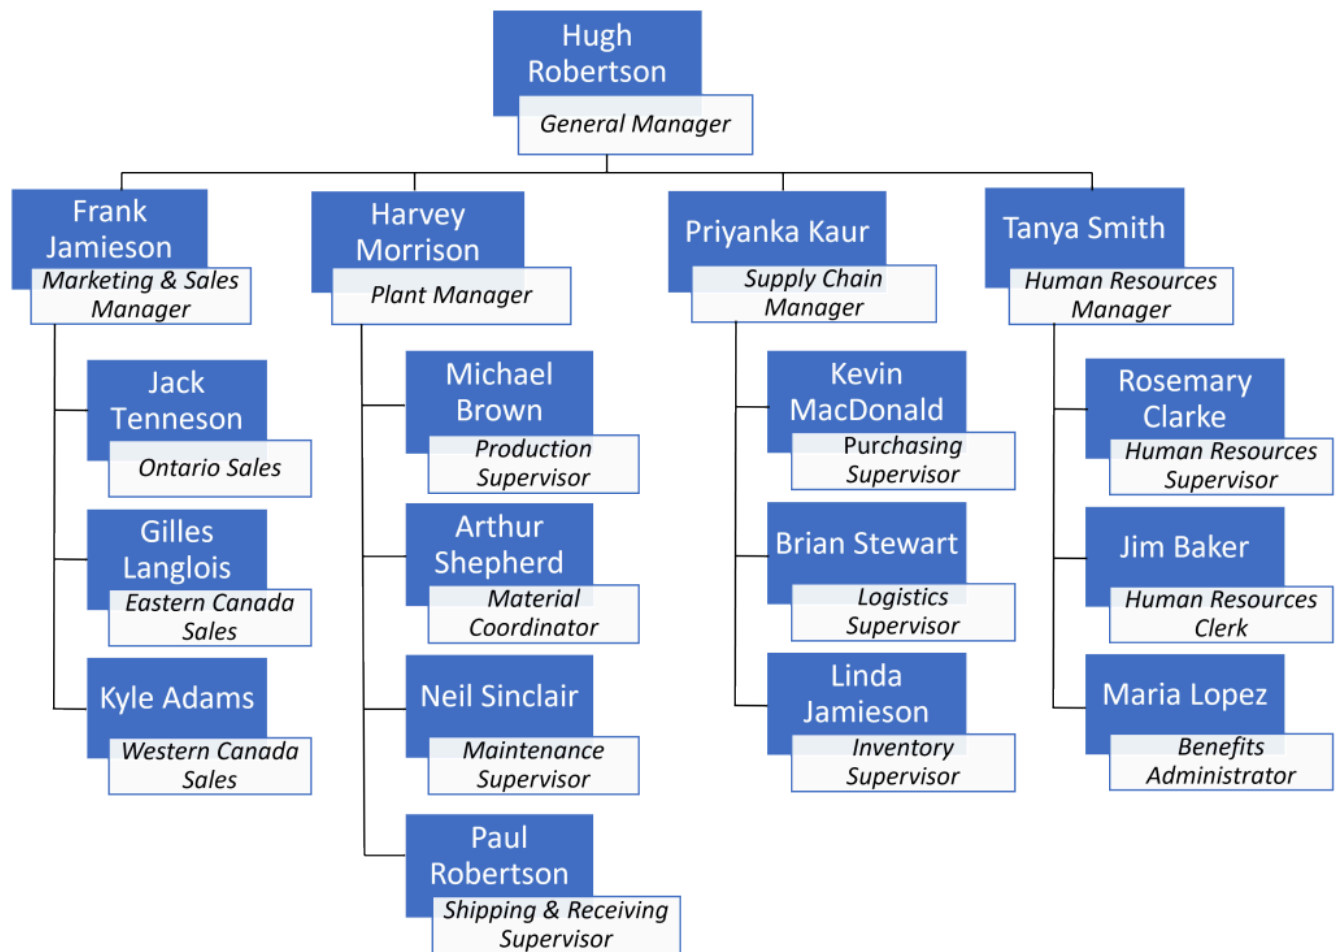 Hugh
Robertson
General Manager
Frank
Jamieson
Marketing & Sales
Manager
Jack
Tenneson
Ontario Sales
Gilles
Langlois
Eastern Canada
Sales
Kyle Adams
Western Canada
Sales
Harvey
Morrison
Plant Manager
Michael
Brown
Production
Supervisor
Arthur
Shepherd
Material
Coordinator
Neil Sinclair
Maintenance
Supervisor
Paul
Robertson
Shipping & Receiving
Supervisor
Priyanka Kaur
Supply Chain
Manager
Kevin
MacDonald
Purchasing
Supervisor
Brian Stewart
Logistics
Supervisor
Linda
Jamieson
Inventory
Supervisor
Tanya Smith
Human Resources
Manager
Rosemary
Clarke
Human Resources
Supervisor
Jim Baker
Human Resources
Clerk
Maria Lopez
Benefits
Administrator